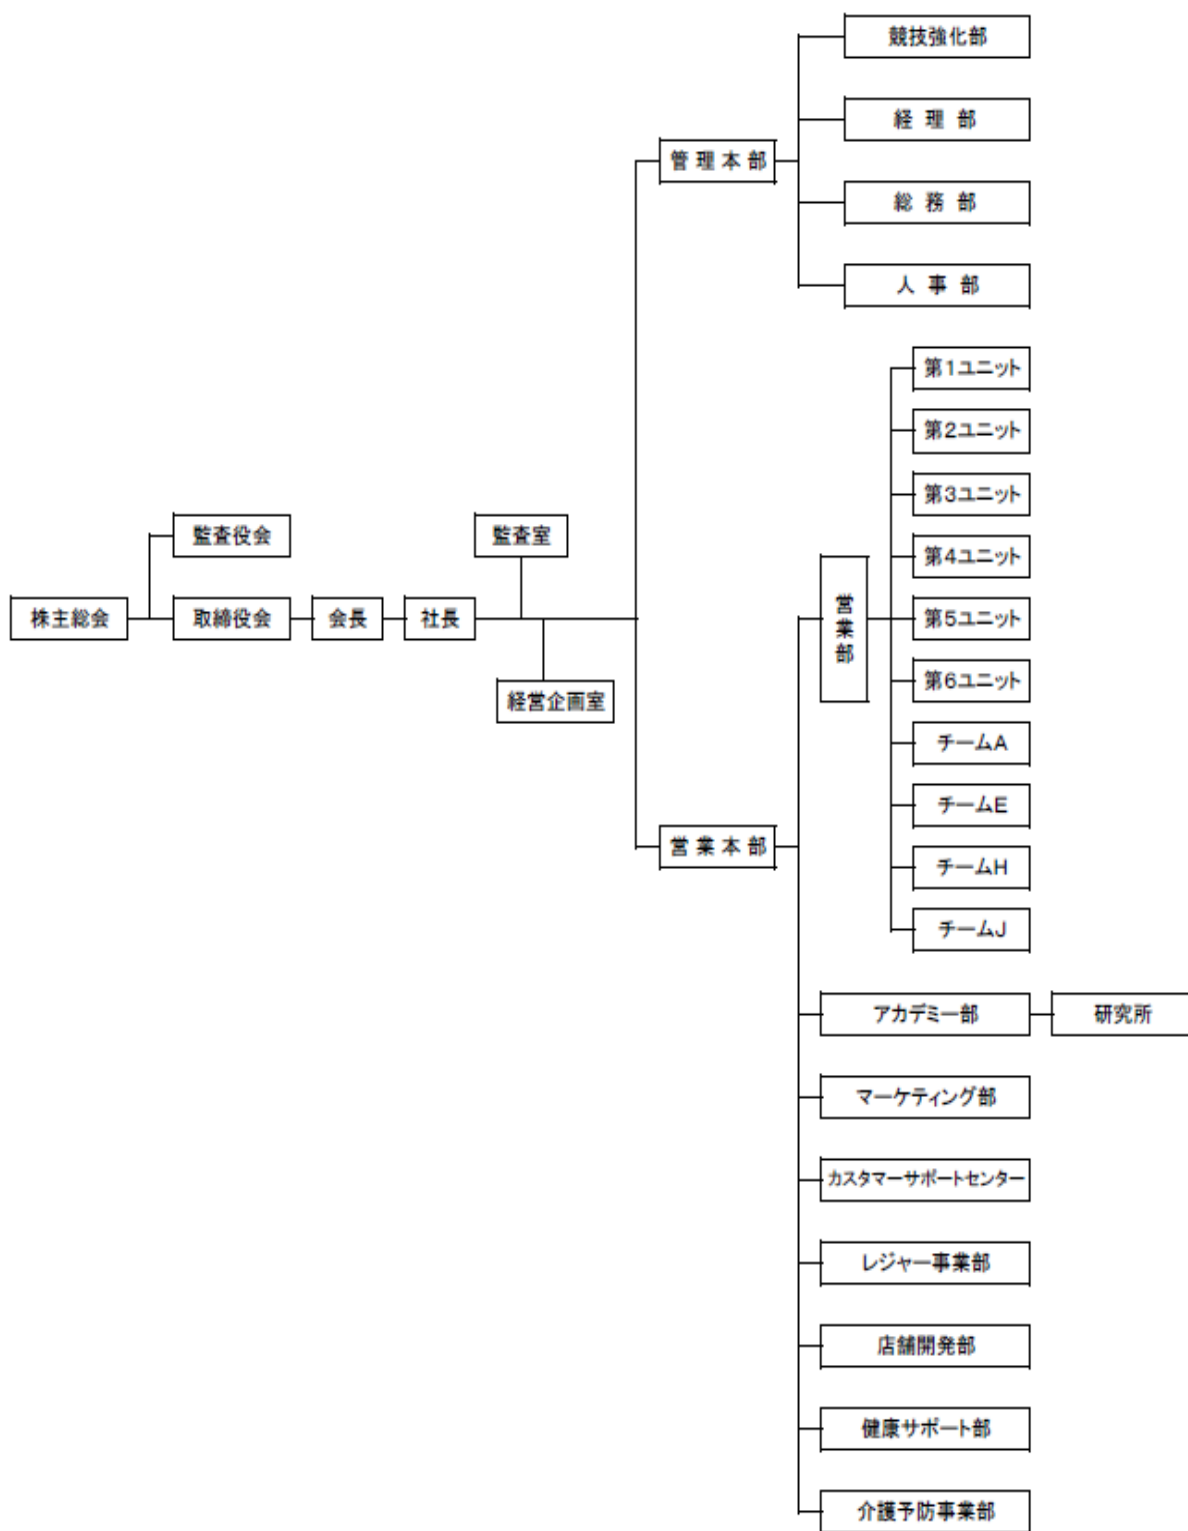 競技強化部
経理部
管理本部
総務部
人事部
第1ユニット
第2ユニット
第3ユニット
監査役会
監査室
第4ユニット
株主総会
取締役会
会長
社長
営業部
第5ユニット
経営企画室
第6ユニット
チームA
チームE
営業本部
チームH
チームJ
アカデミー部
研究所
マーケティング部
カスタマーサポートセンター
レジャー事業部
店舗開発部
健康サポート部
介護予防事業部